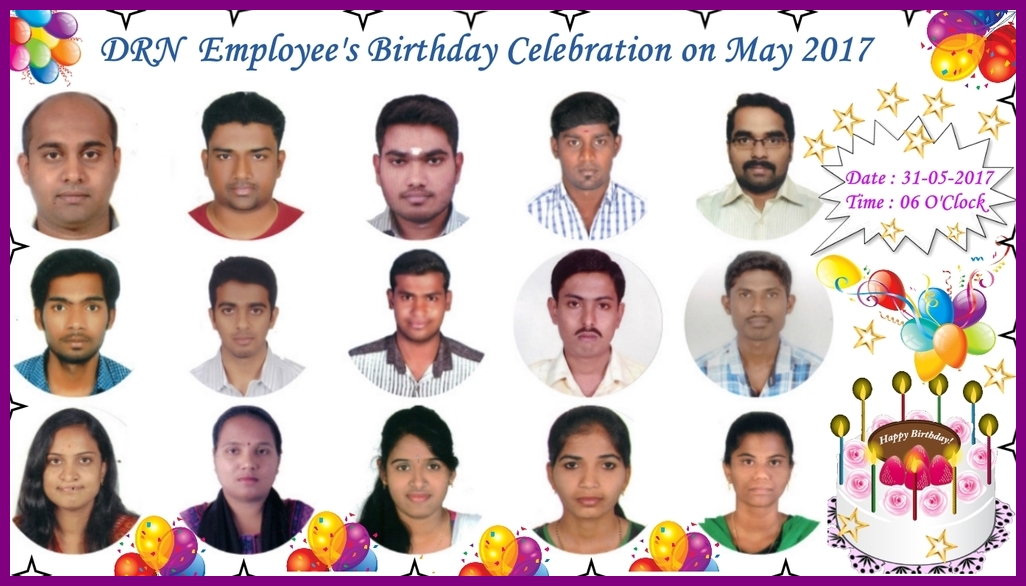 DRN Employee's Birthday Celebration on May 2017
Date : 31-05-2017
Time : 06 O'Clock
Happy Birthday!